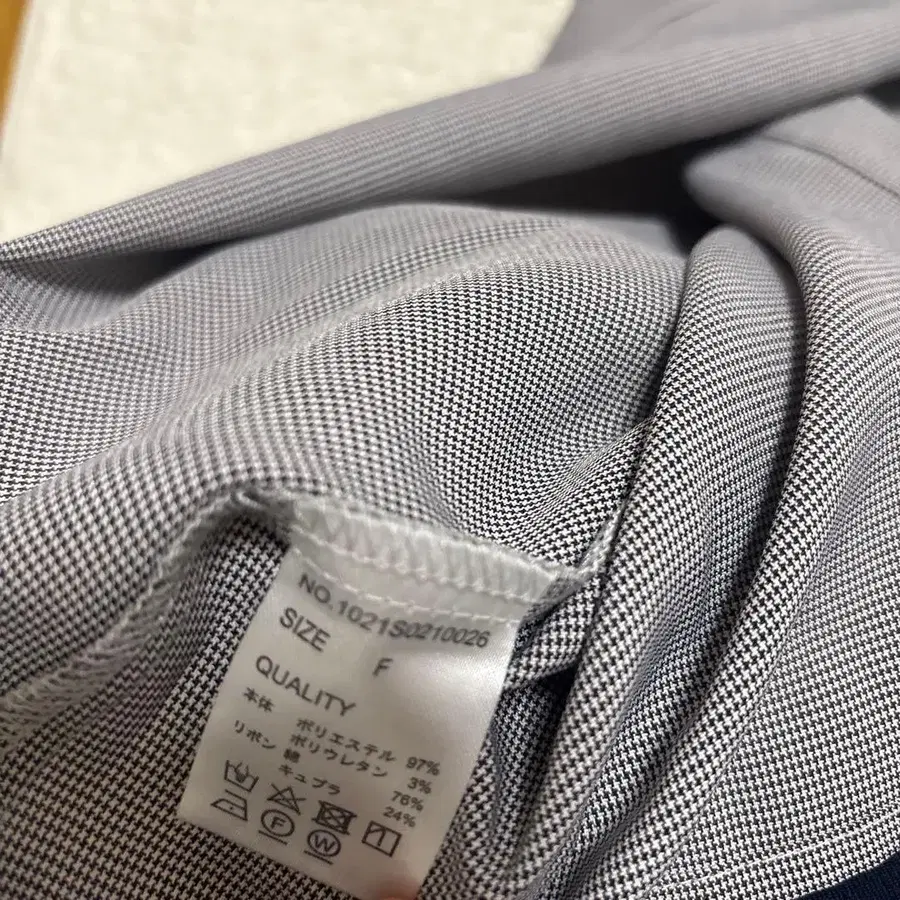 NO.1021S0210026
SIZE
F
QUALITY
本体 ポリエステル 97%
ポリウレタン 3%
リボン 綿 76%
キュプラ 24%
F
W